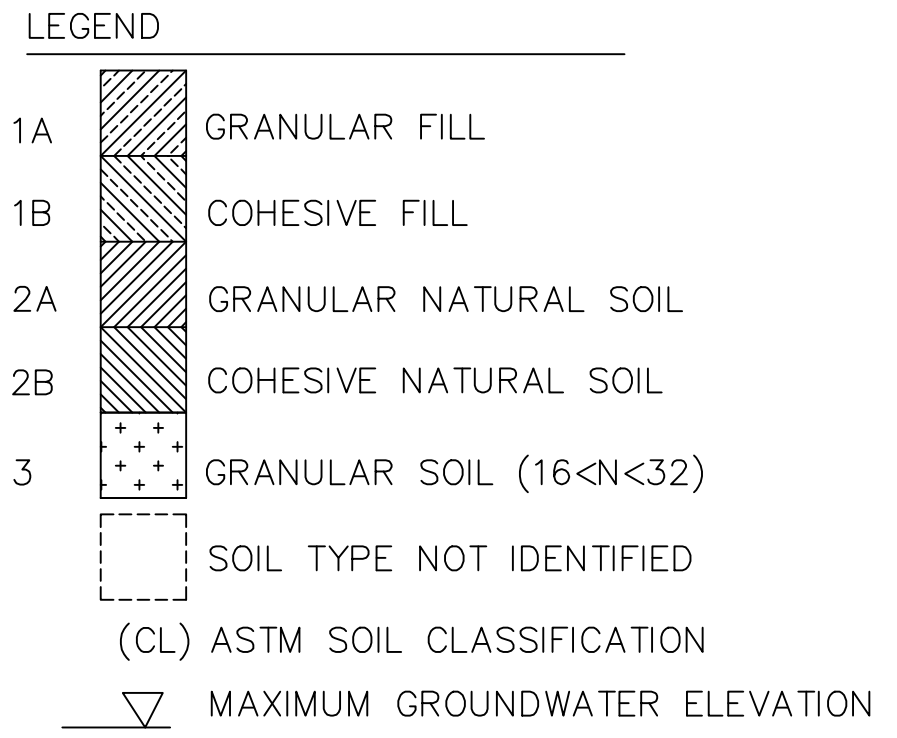 LEGEND
1A GRANULAR FILL
1B COHESIVE FILL
2A GRANULAR NATURAL SOIL
2B COHESIVE NATURAL SOIL
3 GRANULAR SOIL (16<N<32)
SOIL TYPE NOT IDENTIFIED
(CL) ASTM SOIL CLASSIFICATION
MAXIMUM GROUNDWATER ELEVATION